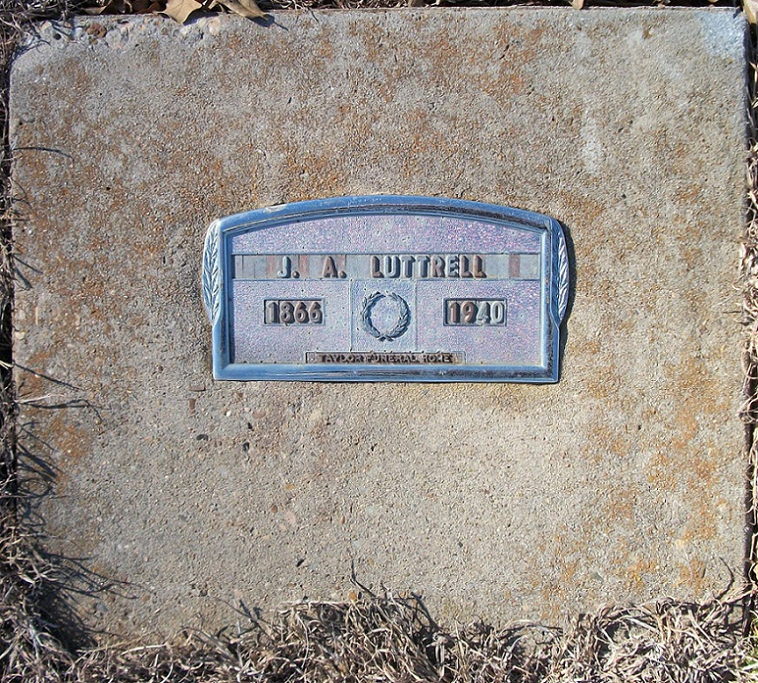 J. A. LUTTRELL
1866 1940
TAYLOR FUNERAL HOME